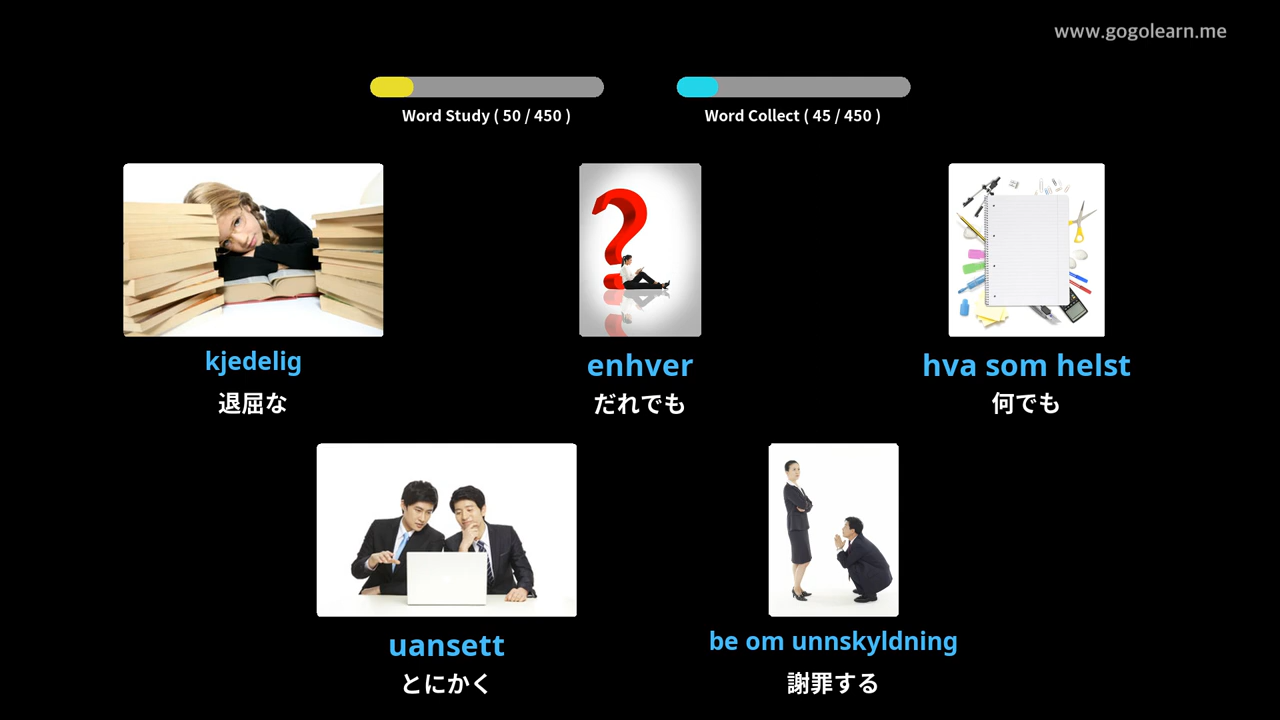 www.gogolearn.me
Word Study ( 50 / 450 )
Word Collect ( 45 / 450 )
kjedelig
退屈な
enhver
だれでも
hva som helst
何でも
uansett
とにかく
be om unnskyldning
謝罪する